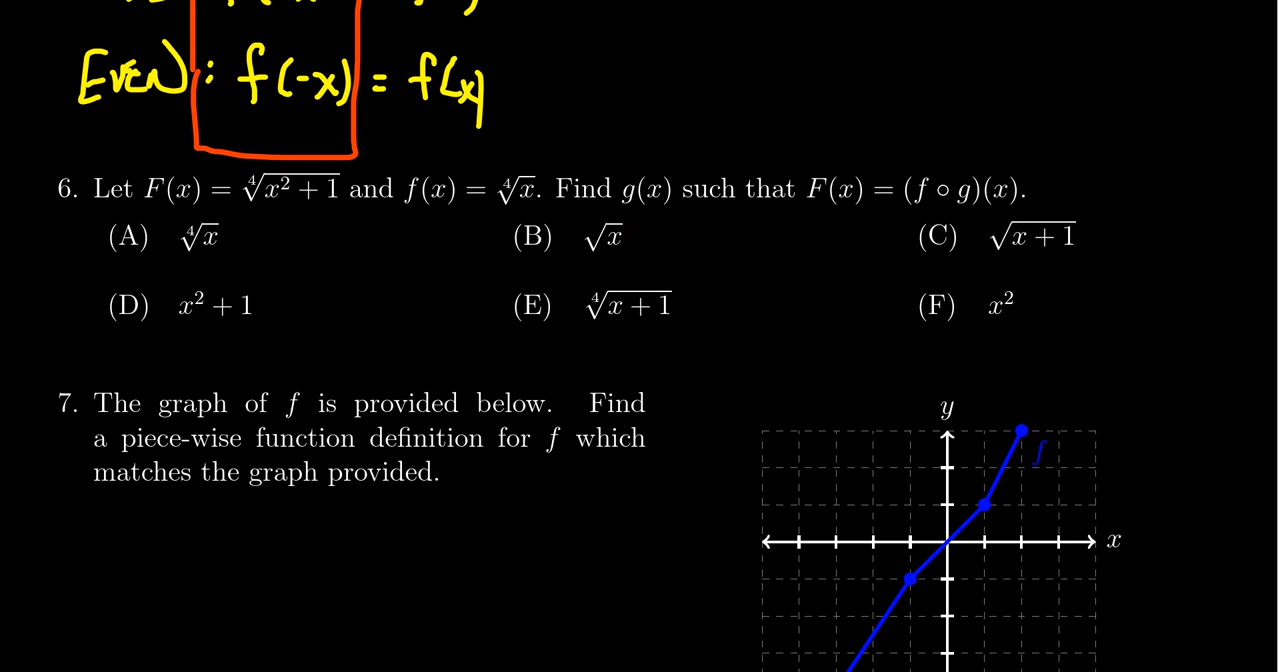 Even: f(-x) = f(x)
6. Let F(x) = ∜(x² + 1) and f(x) = ∜x. Find g(x) such that F(x) = (f ∘ g)(x).
(A) ∜x (B) √x (C) √(x + 1)
(D) x² + 1 (E) ∜(x + 1) (F) x²
7. The graph of f is provided below. Find
a piece-wise function definition for f which
matches the graph provided.
y
f
x